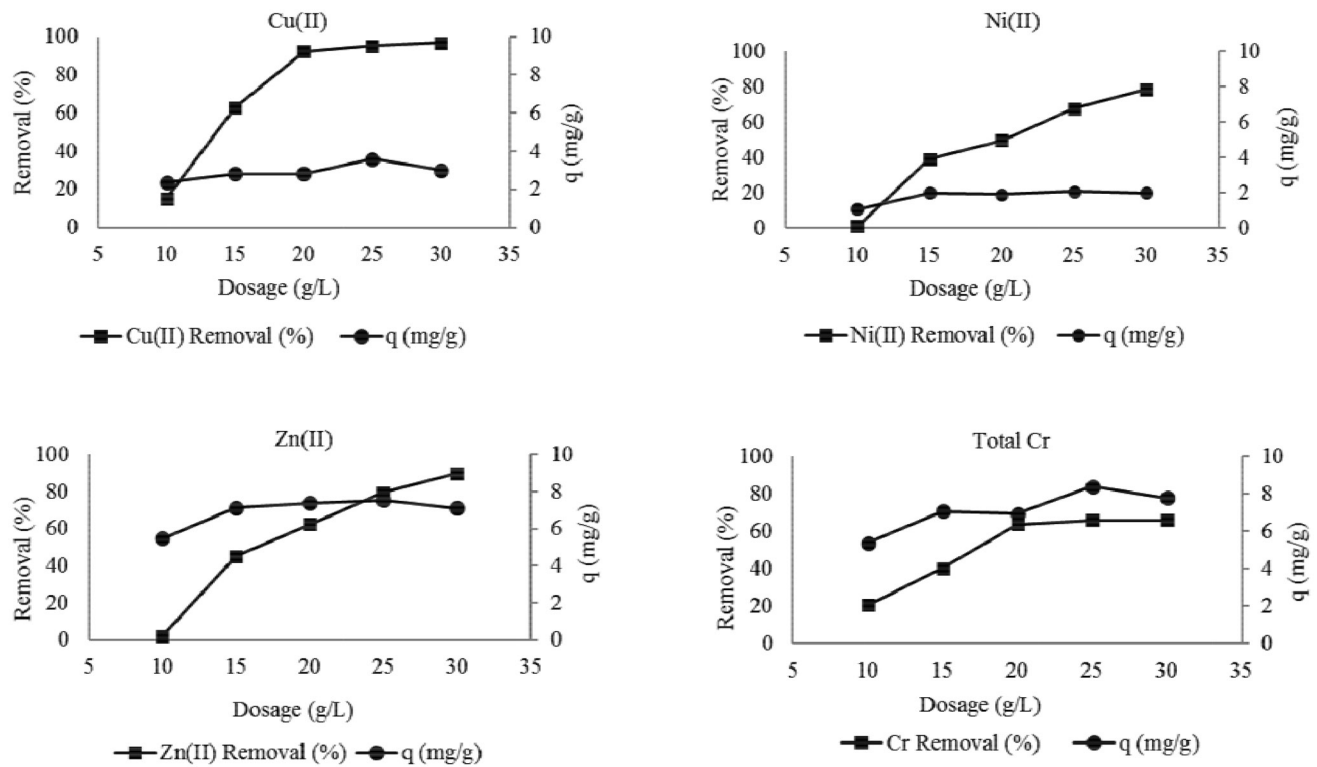 Cu(II)
100
80
60
40
20
0
Removal (%)
10
8
6
4
2
0
q (mg/g)
5 10 15 20 25 30 35
Dosage (g/L)
Cu(II) Removal (%) q (mg/g)
Ni(II)
100
80
60
40
20
0
Removal (%)
10
8
6
4
2
0
q (mg/g)
5 10 15 20 25 30 35
Dosage (g/L)
Ni(II) Removal (%) q (mg/g)
Zn(II)
100
80
60
40
20
0
Removal (%)
10
8
6
4
2
0
q (mg/g)
5 10 15 20 25 30 35
Dosage (g/L)
Zn(II) Removal (%) q (mg/g)
Total Cr
100
80
60
40
20
0
Removal (%)
10
8
6
4
2
0
q (mg/g)
5 10 15 20 25 30 35
Dosage (g/L)
Cr Removal (%) q (mg/g)